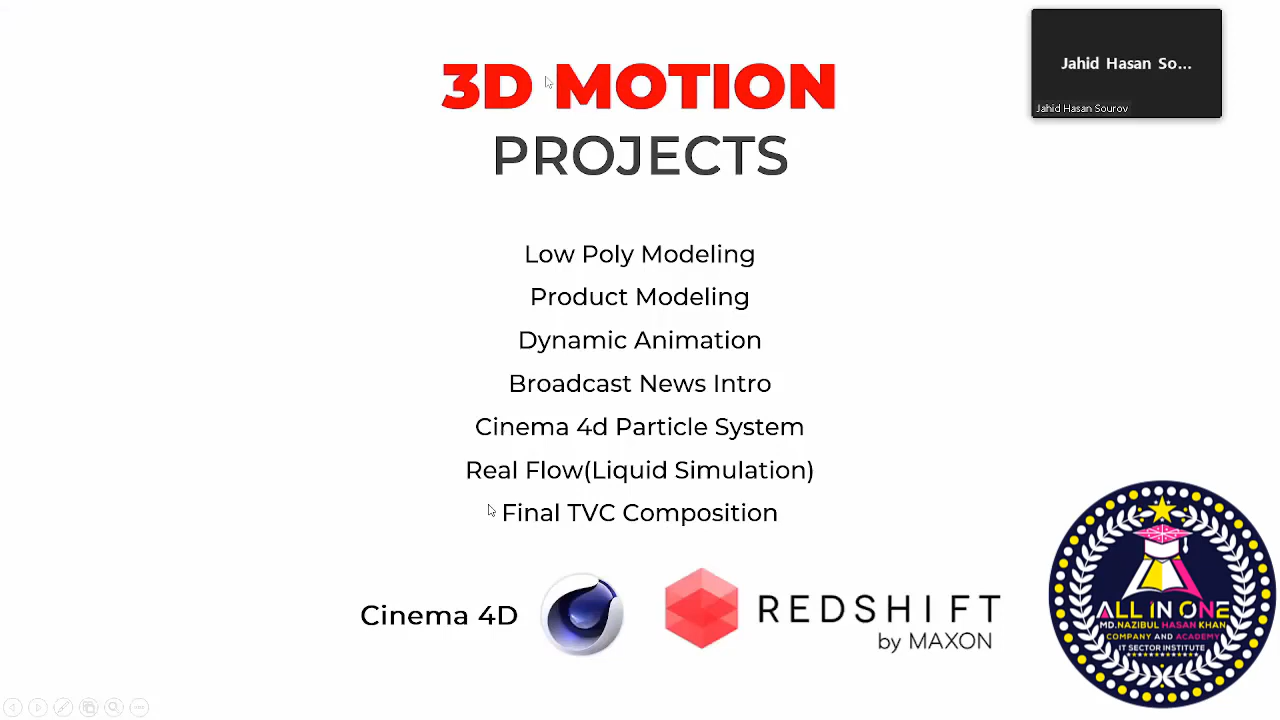 3D MOTION
PROJECTS
Jahid Hasan So...
Jahid Hasan Sourov
Low Poly Modeling
Product Modeling
Dynamic Animation
Broadcast News Intro
Cinema 4d Particle System
Real Flow(Liquid Simulation)
Final TVC Composition
Cinema 4D
REDSHIFT
by MAXON
ALL IN ONE
MD.NAZIBUL HASAN KHAN
COMPANY AND ACADEMY
IT SECTOR INSTITUTE